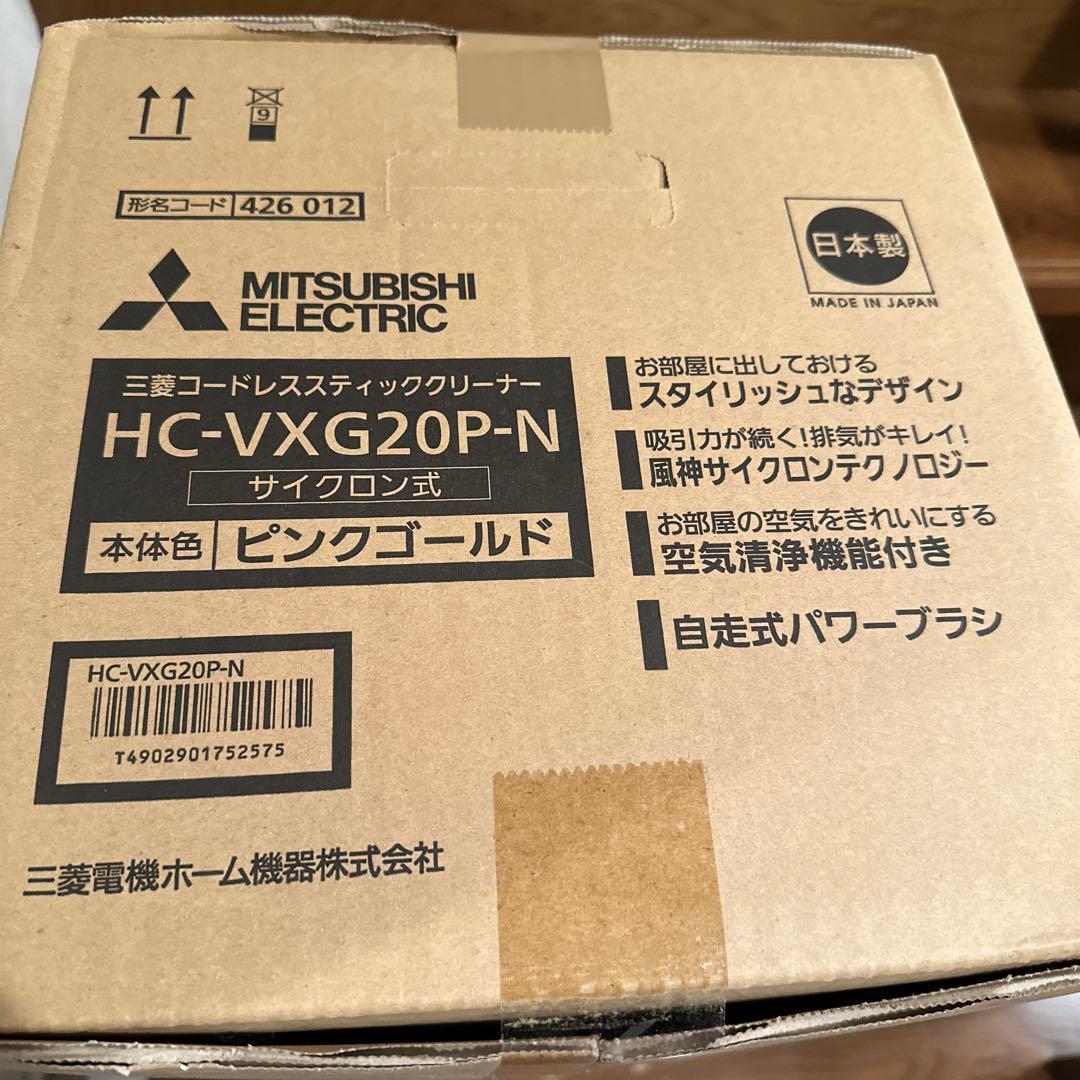 9
形名コード 426 012
日本製
MADE IN JAPAN
MITSUBISHI
ELECTRIC
三菱コードレススティッククリーナー
HC-VXG20P-N
サイクロン式
本体色 ピンクゴールド
お部屋に出しておける
スタイリッシュなデザイン
吸引力が続く!排気がキレイ!
風神サイクロンテクノロジー
お部屋の空気をきれいにする
空気清浄機能付き
自走式パワーブラシ
HC-VXG20P-N
T4902901752575
三菱電機ホーム機器株式会社